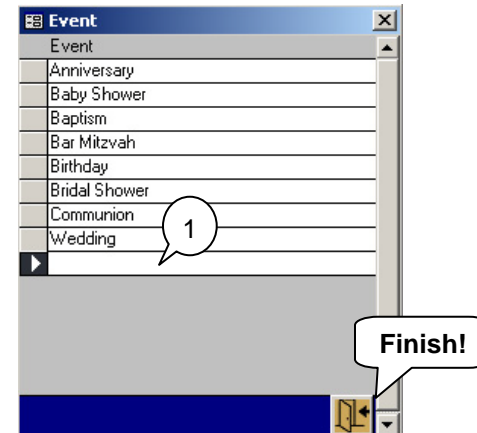 Event
Event
Anniversary
Baby Shower
Baptism
Bar Mitzvah
Birthday
Bridal Shower
Communion
Wedding
1
Finish!